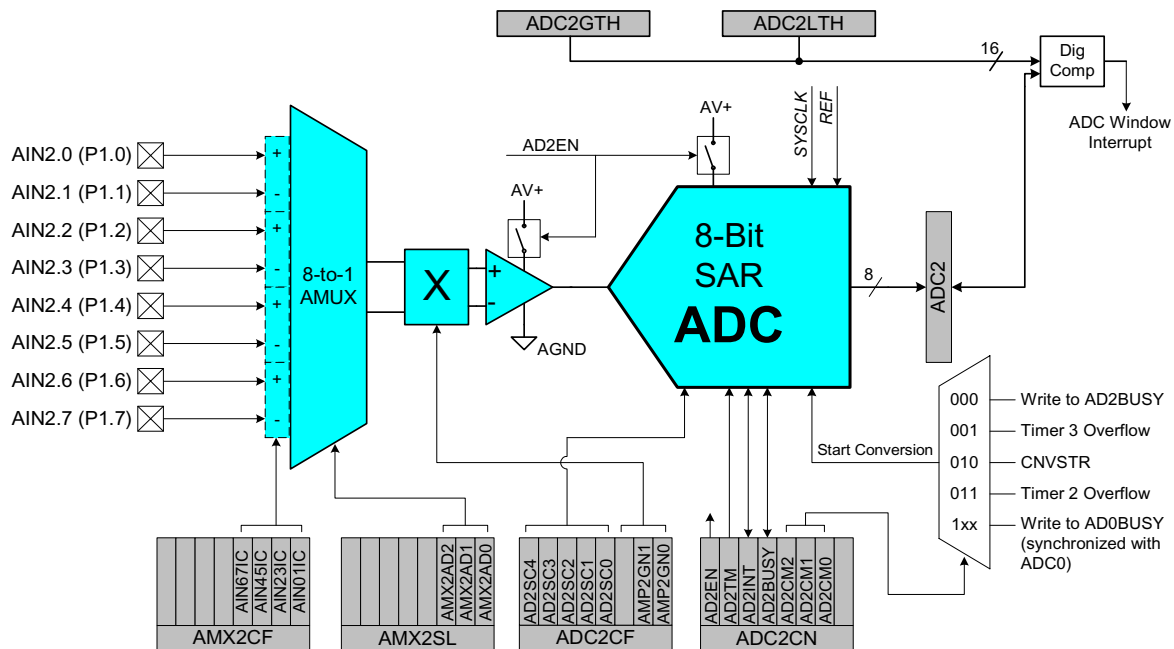 ADC2GTH
ADC2LTH
16
Dig
Comp
ADC Window
Interrupt
AV+
SYSCLK
REF
AD2EN
AV+
AIN2.0 (P1.0)
+
AIN2.1 (P1.1)
-
AIN2.2 (P1.2)
+
AIN2.3 (P1.3)
-
AIN2.4 (P1.4)
+
AIN2.5 (P1.5)
-
AIN2.6 (P1.6)
+
AIN2.7 (P1.7)
-
8-to-1
AMUX
X
+
-
AGND
8-Bit
SAR
ADC
8
ADC2
Start Conversion
000
Write to AD2BUSY
001
Timer 3 Overflow
010
CNVSTR
011
Timer 2 Overflow
1xx
Write to AD0BUSY
(synchronized with
ADC0)
AIN67IC
AIN45IC
AIN23IC
AIN01IC
AMX2CF
AMX2AD2
AMX2AD1
AMX2AD0
AMX2SL
AD2SC4
AD2SC3
AD2SC2
AD2SC1
AD2SC0
AMP2GN1
AMP2GN0
ADC2CF
AD2EN
AD2TM
AD2INT
AD2BUSY
AD2CM2
AD2CM1
AD2CM0
ADC2CN